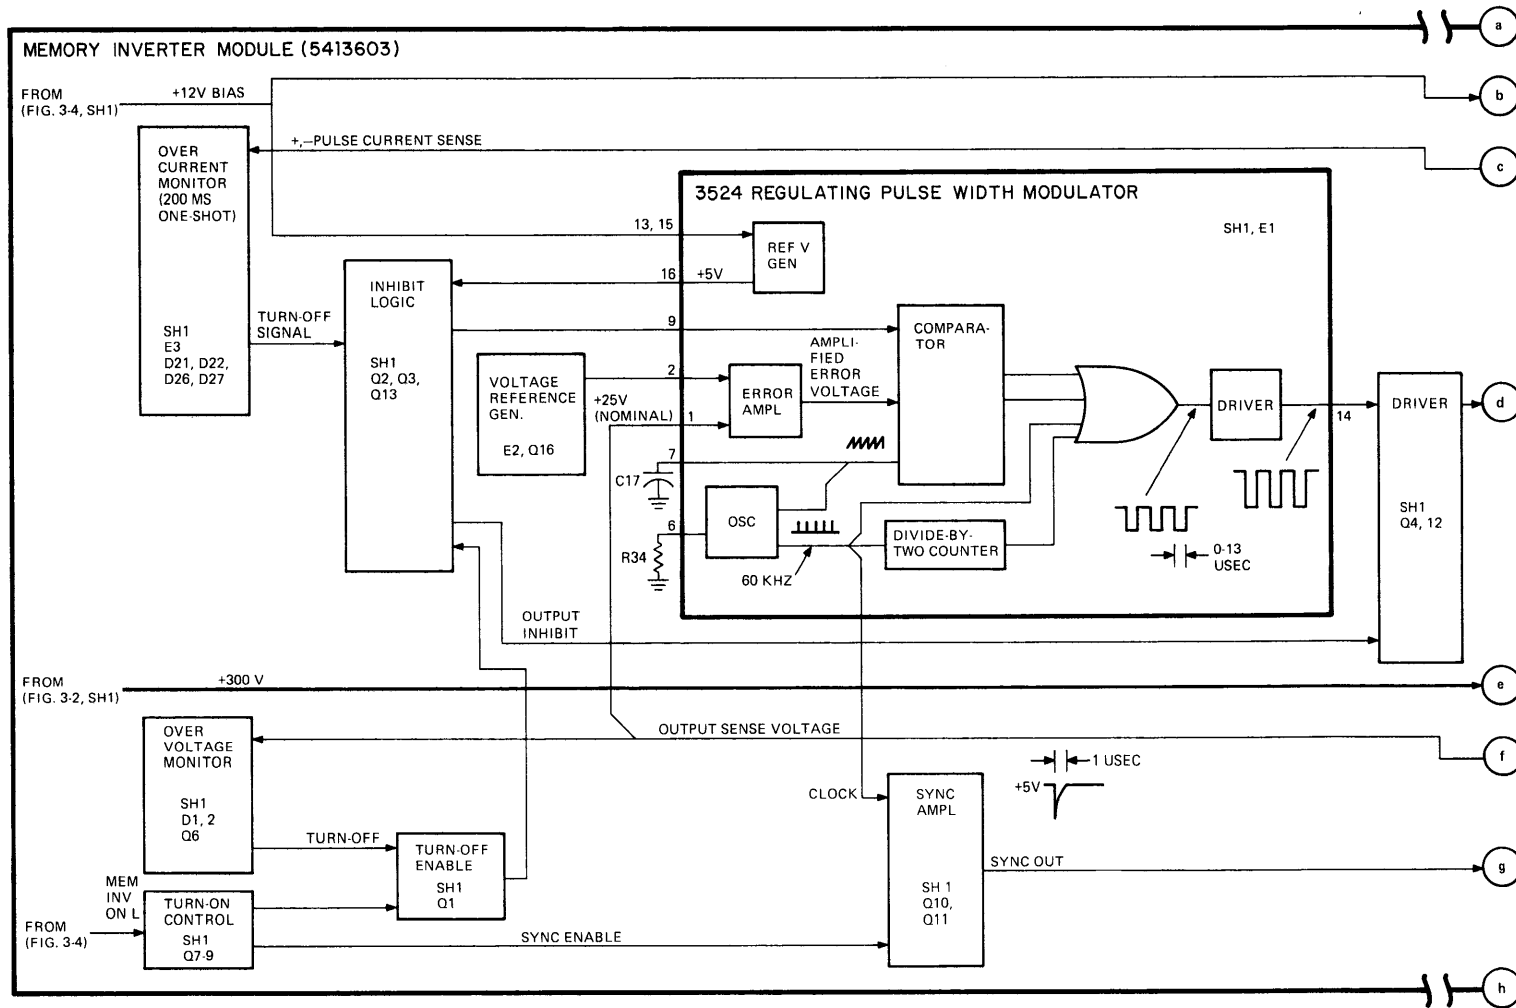 a
MEMORY INVERTER MODULE (5413603)
FROM
(FIG. 3-4, SH1)
+12V BIAS
b
+,—PULSE CURRENT SENSE
c
OVER
CURRENT
MONITOR
(200 MS
ONE-SHOT)
SH1
E3
D21, D22,
D26, D27
TURN-OFF
SIGNAL
INHIBIT
LOGIC
SH1
Q2, Q3,
Q13
3524 REGULATING PULSE WIDTH MODULATOR
SH1, E1
13, 15
REF V
GEN
16
+5V
9
COMPARA-
TOR
VOLTAGE
REFERENCE
GEN.
E2, Q16
2
+25V
(NOMINAL)
1
ERROR
AMPL
AMPLI-
FIED
ERROR
VOLTAGE
7
C17
OSC
6
R34
60 KHZ
DIVIDE-BY-
TWO COUNTER
DRIVER
14
0-13
USEC
DRIVER
SH1
Q4, 12
d
OUTPUT
INHIBIT
FROM
(FIG. 3-2, SH1)
+300 V
e
OVER
VOLTAGE
MONITOR
SH1
D1, 2
Q6
OUTPUT SENSE VOLTAGE
f
TURN-OFF
TURN-OFF
ENABLE
SH1
Q1
MEM
INV
ON L
FROM
(FIG. 3-4)
TURN-ON
CONTROL
SH1
Q7-9
SYNC ENABLE
CLOCK
SYNC
AMPL
SH 1
Q10,
Q11
1 USEC
+5V
SYNC OUT
g
h